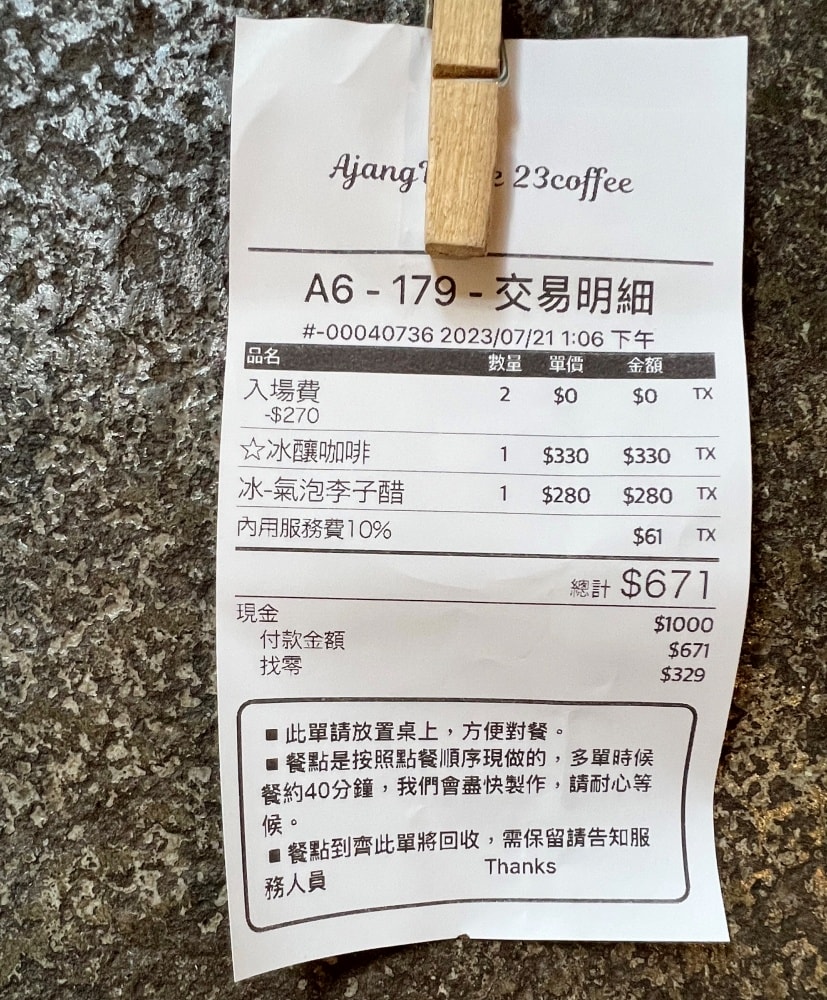 Ajang 23coffee
A6 - 179 - 交易明細
#-00040736 2023/07/21 1:06 下午
品名 數量 單價 金額
入場費 2 $0 $0 TX
-$270
☆冰釀咖啡 1 $330 $330 TX
冰-氣泡李子醋 1 $280 $280 TX
內用服務費10% $61 TX
總計 $671
現金 $1000
付款金額 $671
找零 $329
■ 此單請放置桌上，方便對餐。
■ 餐點是按照點餐順序現做的，多單時候
餐約40分鐘，我們會盡快製作，請耐心等
候。
■ 餐點到齊此單將回收，需保留請告知服
務人員 Thanks